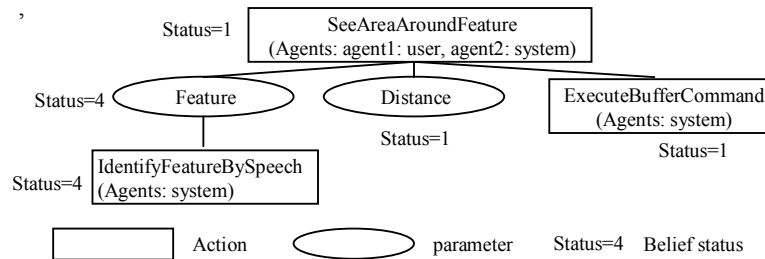 ,
Status=1
SeeAreaAroundFeature
(Agents: agent1: user, agent2: system)
Status=4
Feature
Distance
ExecuteBufferCommand
(Agents: system)
Status=1
Status=1
Status=4
IdentifyFeatureBySpeech
(Agents: system)
Action
parameter
Status=4 Belief status